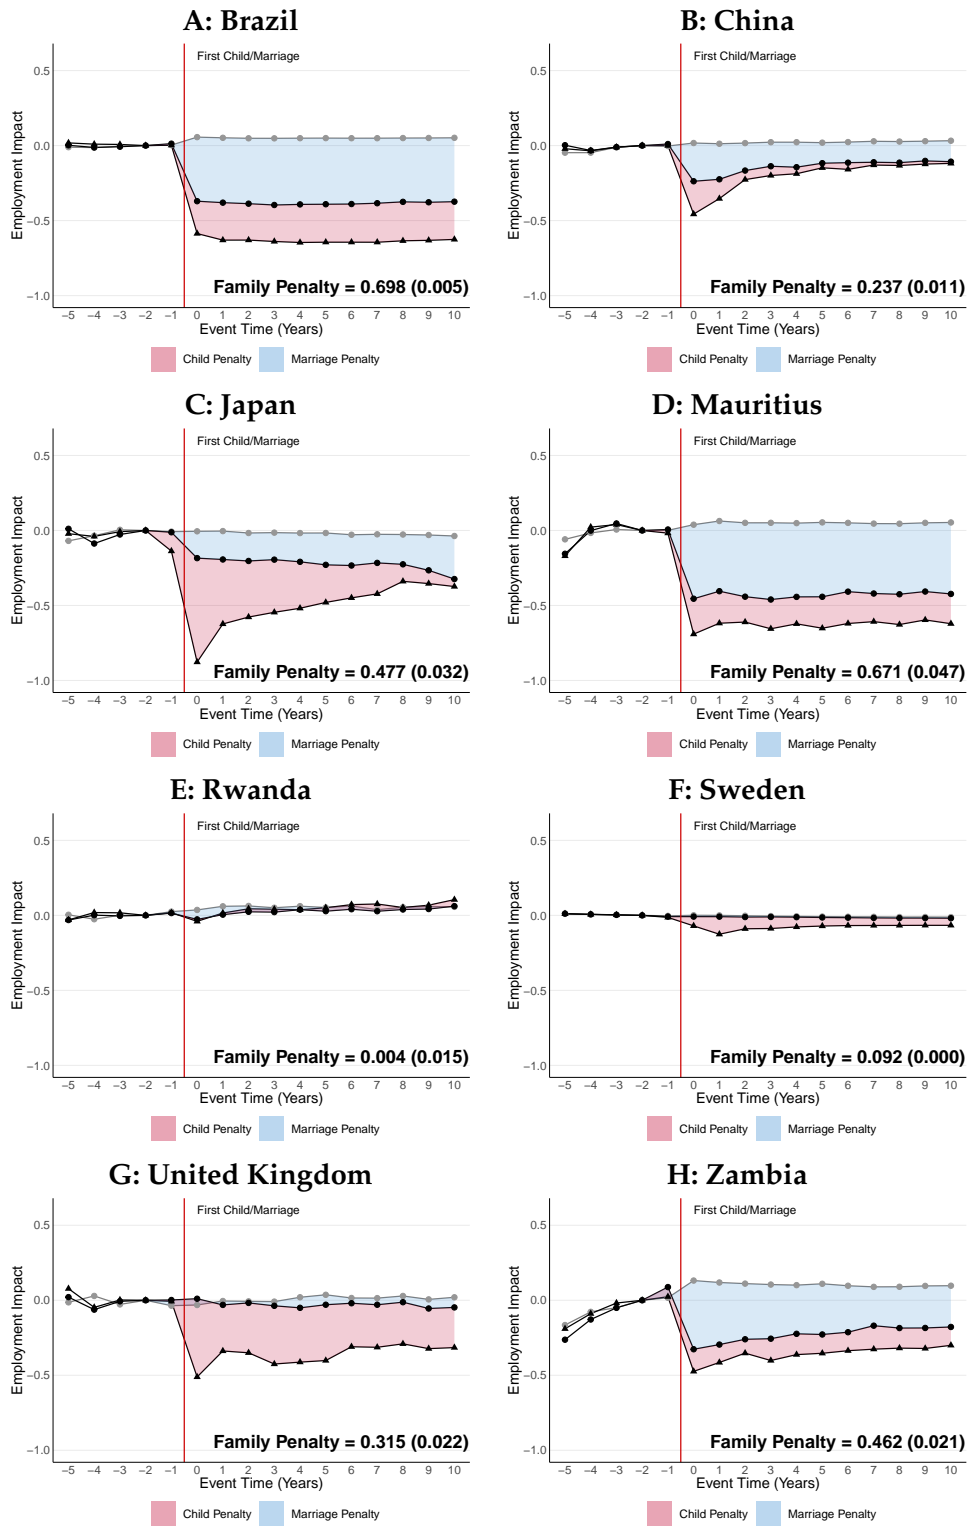 A: Brazil
First Child/Marriage
Employment Impact
0.5
0.0
−0.5
−1.0
Family Penalty = 0.698 (0.005)
−5 −4 −3 −2 −1 0 1 2 3 4 5 6 7 8 9 10
Event Time (Years)
Child Penalty Marriage Penalty
B: China
First Child/Marriage
Employment Impact
0.5
0.0
−0.5
−1.0
Family Penalty = 0.237 (0.011)
−5 −4 −3 −2 −1 0 1 2 3 4 5 6 7 8 9 10
Event Time (Years)
Child Penalty Marriage Penalty
C: Japan
First Child/Marriage
Employment Impact
0.5
0.0
−0.5
−1.0
Family Penalty = 0.477 (0.032)
−5 −4 −3 −2 −1 0 1 2 3 4 5 6 7 8 9 10
Event Time (Years)
Child Penalty Marriage Penalty
D: Mauritius
First Child/Marriage
Employment Impact
0.5
0.0
−0.5
−1.0
Family Penalty = 0.671 (0.047)
−5 −4 −3 −2 −1 0 1 2 3 4 5 6 7 8 9 10
Event Time (Years)
Child Penalty Marriage Penalty
E: Rwanda
First Child/Marriage
Employment Impact
0.5
0.0
−0.5
−1.0
Family Penalty = 0.004 (0.015)
−5 −4 −3 −2 −1 0 1 2 3 4 5 6 7 8 9 10
Event Time (Years)
Child Penalty Marriage Penalty
F: Sweden
First Child/Marriage
Employment Impact
0.5
0.0
−0.5
−1.0
Family Penalty = 0.092 (0.000)
−5 −4 −3 −2 −1 0 1 2 3 4 5 6 7 8 9 10
Event Time (Years)
Child Penalty Marriage Penalty
G: United Kingdom
First Child/Marriage
Employment Impact
0.5
0.0
−0.5
−1.0
Family Penalty = 0.315 (0.022)
−5 −4 −3 −2 −1 0 1 2 3 4 5 6 7 8 9 10
Event Time (Years)
Child Penalty Marriage Penalty
H: Zambia
First Child/Marriage
Employment Impact
0.5
0.0
−0.5
−1.0
Family Penalty = 0.462 (0.021)
−5 −4 −3 −2 −1 0 1 2 3 4 5 6 7 8 9 10
Event Time (Years)
Child Penalty Marriage Penalty